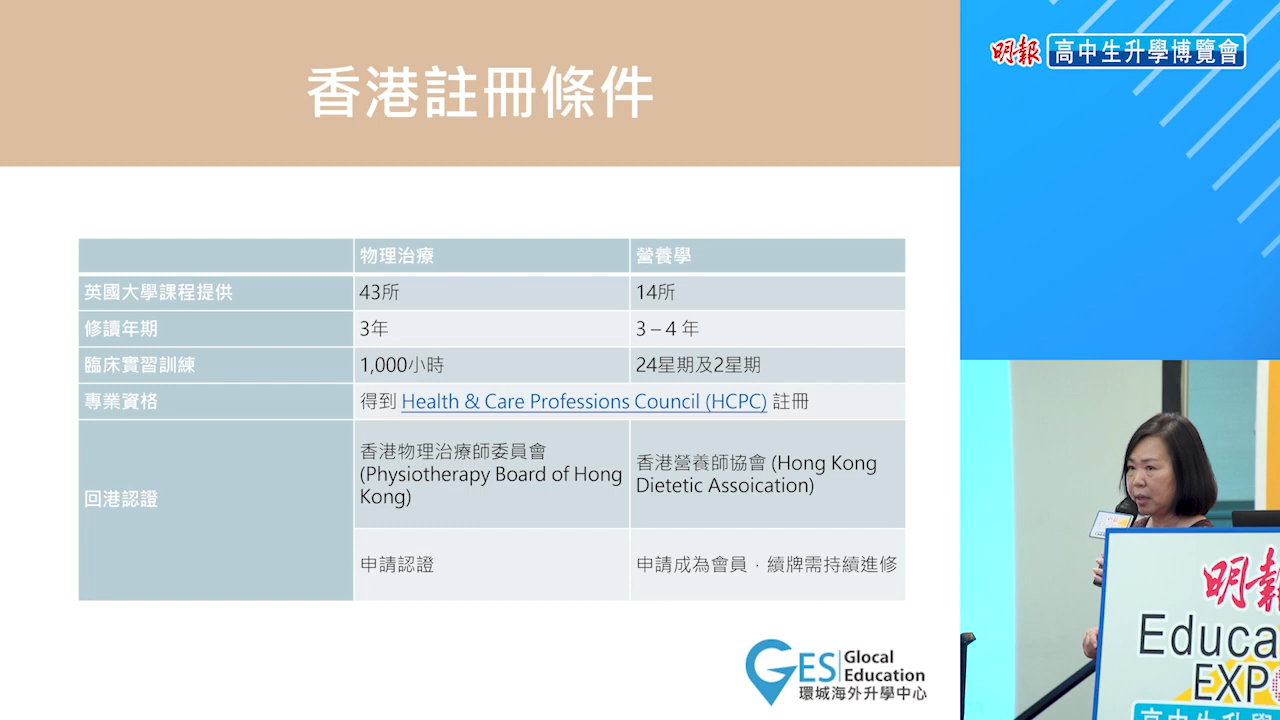 香港註冊條件
明報 高中生升學博覽會
物理治療 營養學
英國大學課程提供 43所 14所
修讀年期 3年 3 – 4 年
臨床實習訓練 1,000小時 24星期及2星期
專業資格 得到 Health & Care Professions Council (HCPC) 註冊
回港認證
香港物理治療師委員會
(Physiotherapy Board of Hong
Kong)
香港營養師協會 (Hong Kong
Dietetic Assoication)
申請認證 申請成為會員，續牌需持續進修
GES Glocal
Education
環城海外升學中心
明報
Educa
EXP
高中生升學